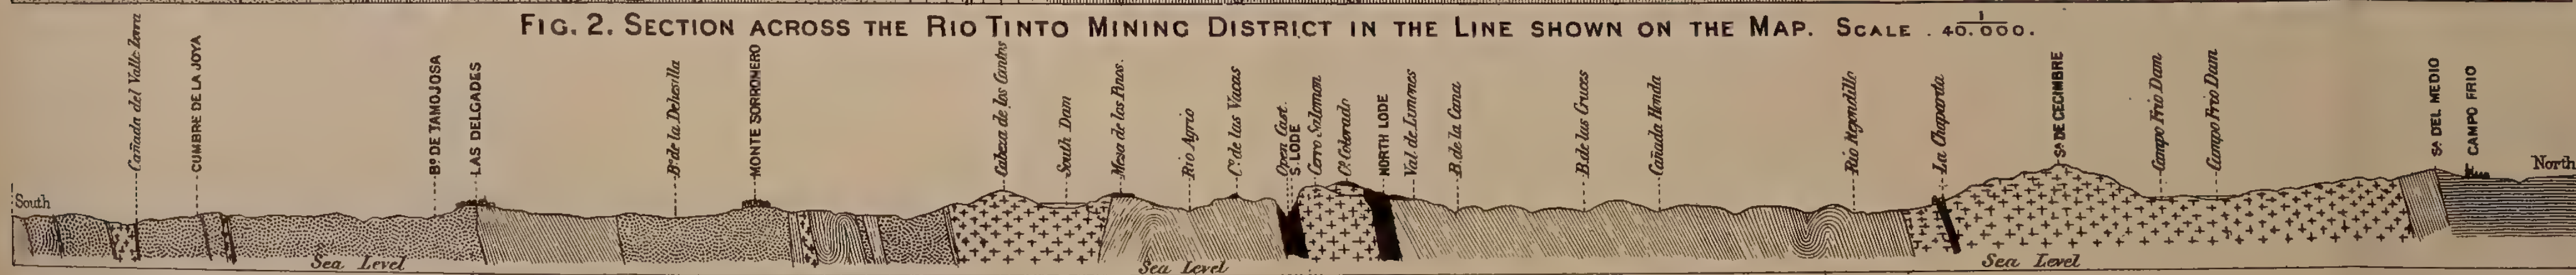 FIG. 2. SECTION ACROSS THE RIO TINTO MINING DISTRICT IN THE LINE SHOWN ON THE MAP. SCALE . 1/40.000.
South
Cañada del Valle Zorra
CUMBRE DE LA JOYA
Bº. DE TAMOJOSA
LAS DELGADES
Bº. de la Dehesilla
MONTE SORROMERO
Cabeza de los Cantos
South Dam
Mesa de los Pinos.
Rio Agrio
Cº. de las Vacas
Open Cast.
S. LODE
Cerro Salomon
Cº. Colorado
NORTH LODE
Val. de Limones
B. de la Cana
B. de las Cruces
Cañada Honda
Rio
La Chaparta
Sª. DE CECIMBRE
Campo Frio Dam
Campo Frio Dam
Sª. DEL MEDIO
CAMPO FRIO
North
Sea Level
Sea Level
Sea Level